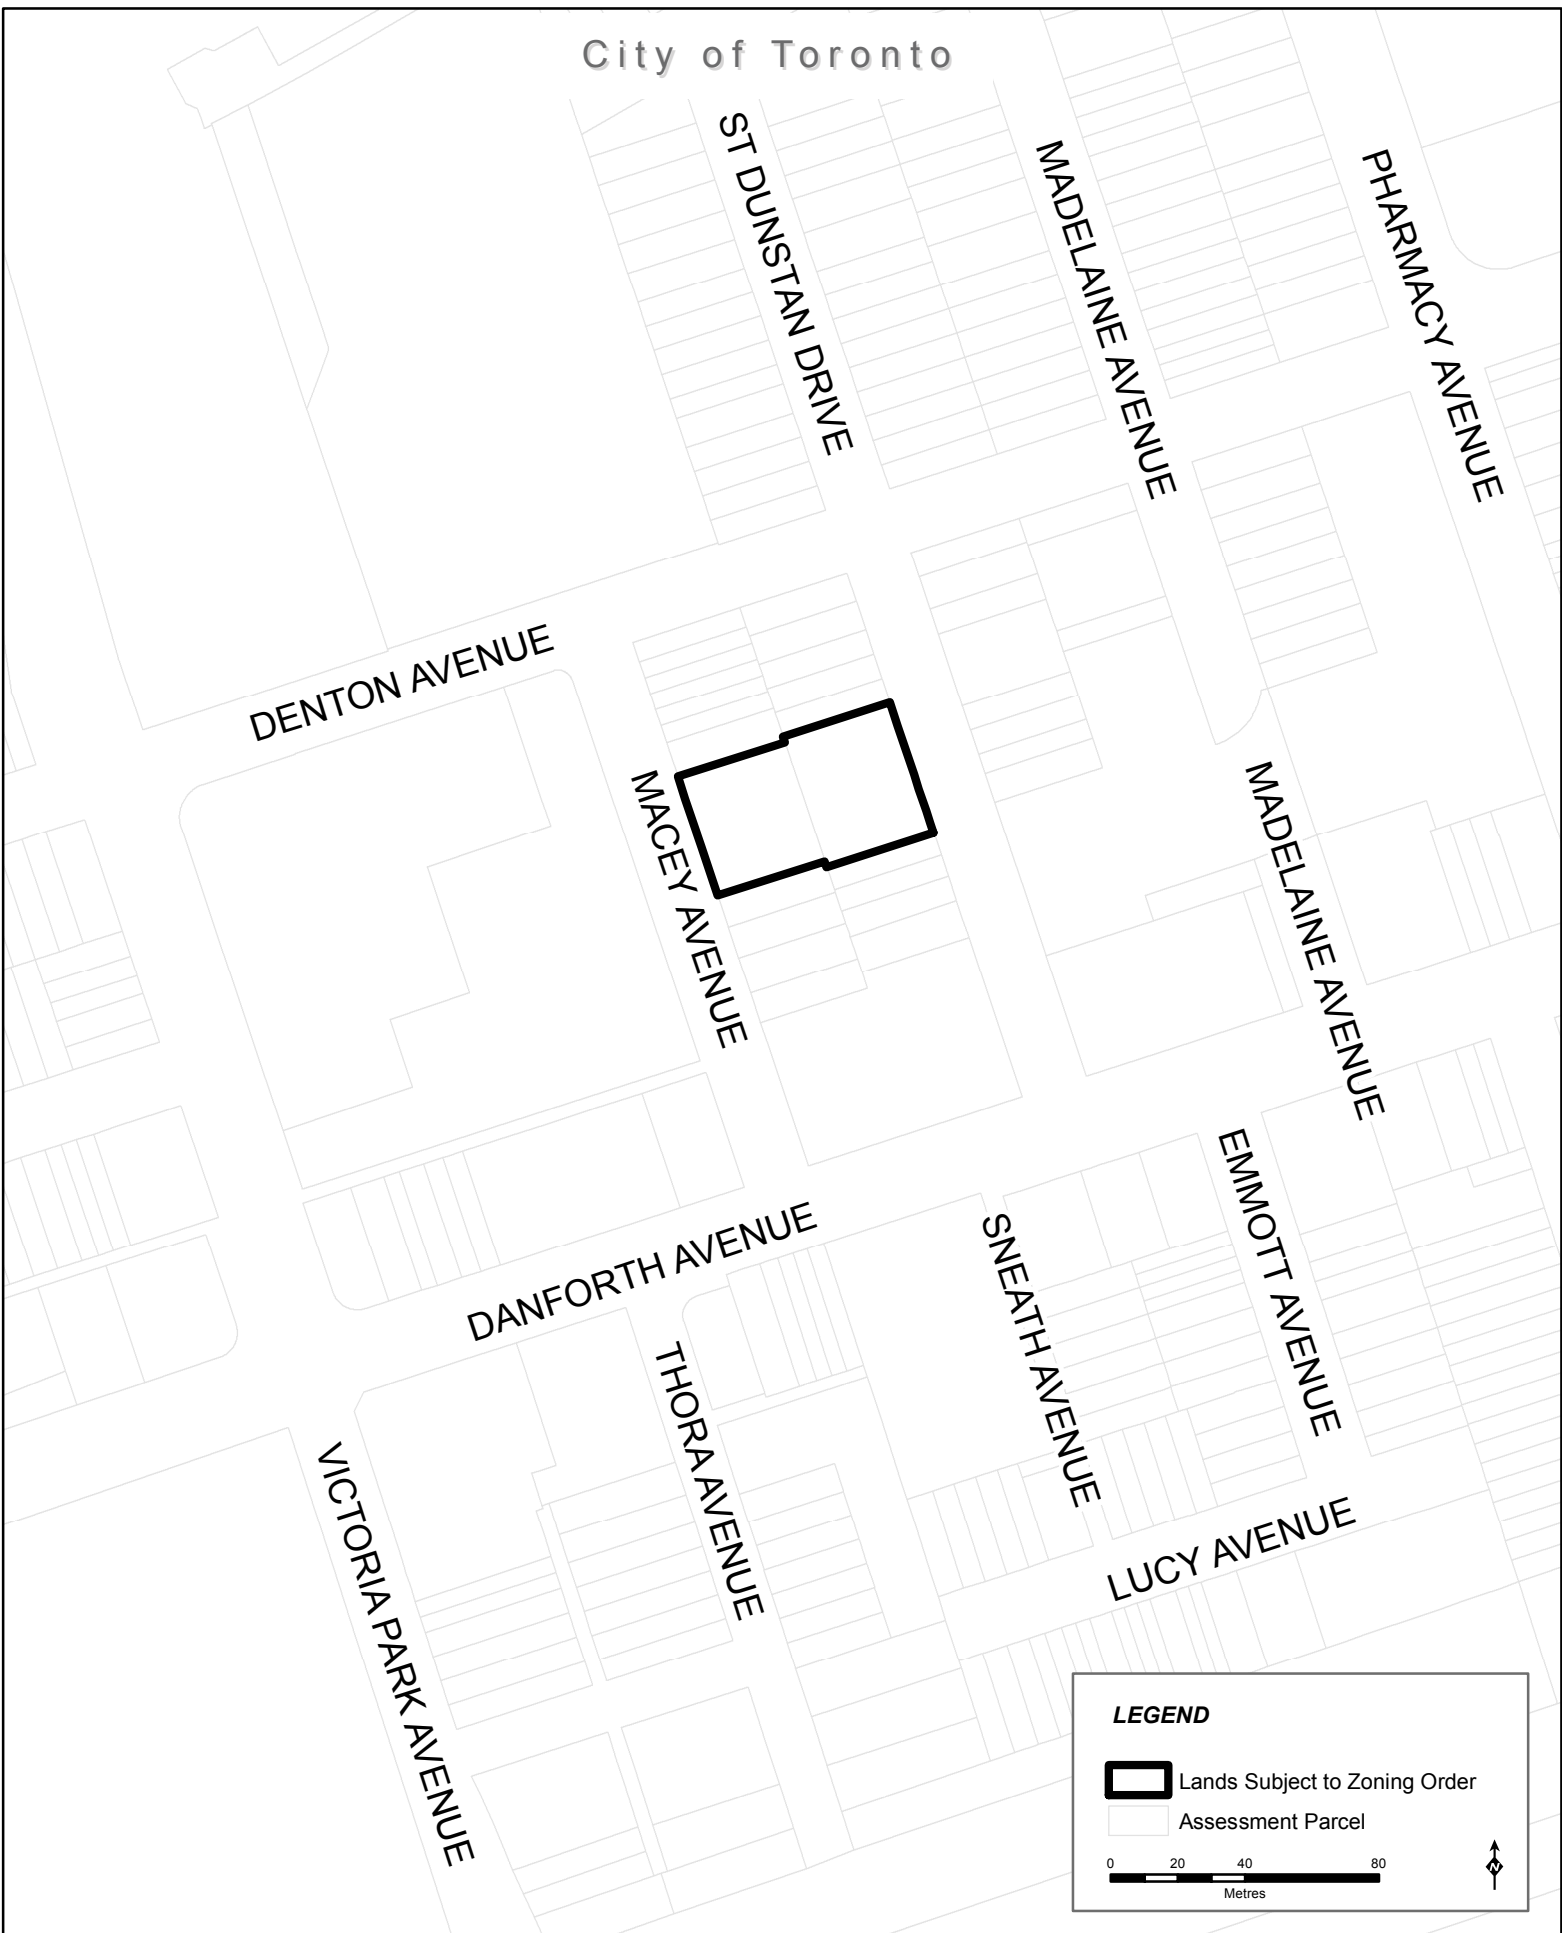 City of Toronto
ST DUNSTAN DRIVE
MADELAINE AVENUE
PHARMACY AVENUE
DENTON AVENUE
MACEY AVENUE
MADELAINE AVENUE
DANFORTH AVENUE
SNEATH AVENUE
EMMOTT AVENUE
THORA AVENUE
VICTORIA PARK AVENUE
LUCY AVENUE
LEGEND
Lands Subject to Zoning Order
Assessment Parcel
0 20 40 80
Metres
N